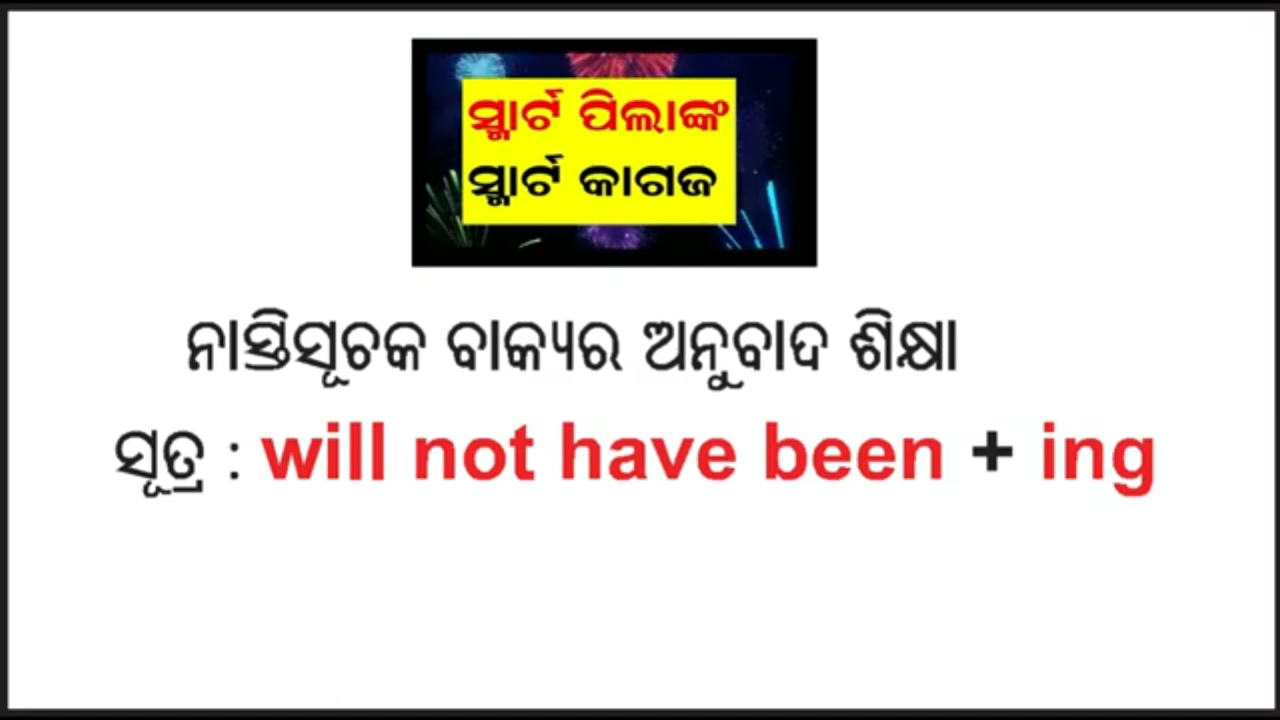 ସ୍ମାର୍ଟ ପିଲାଙ୍କ
ସ୍ମାର୍ଟ କାଗଜ
ନାସ୍ତିସୂଚକ ବାକ୍ୟର ଅନୁବାଦ ଶିକ୍ଷା
ସୂତ୍ର : will not have been + ing